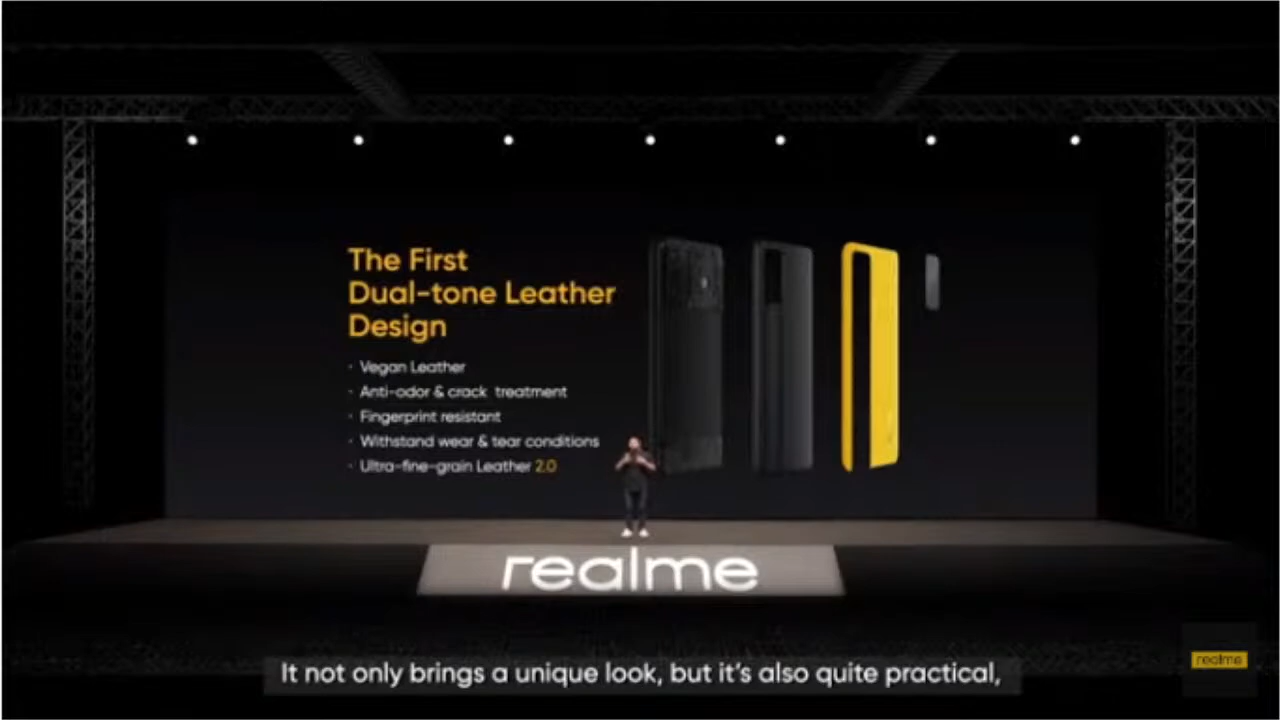 The First
Dual-tone Leather
Design
· Vegan Leather
· Anti-odor & crack treatment
· Fingerprint resistant
· Withstand wear & tear conditions
· Ultra-fine-grain Leather 2.0
realme
realme
It not only brings a unique look, but it's also quite practical,